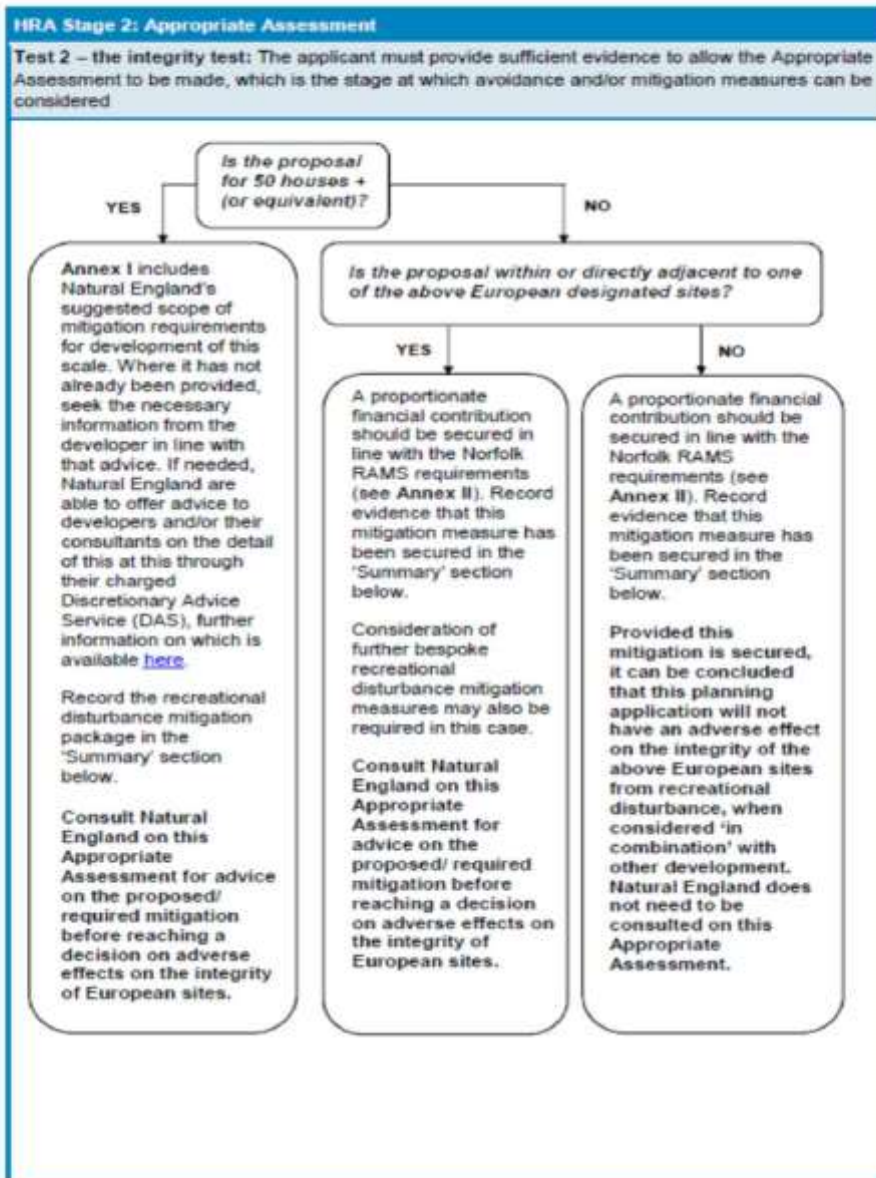 HRA Stage 2: Appropriate Assessment
Test 2 – the integrity test: The applicant must provide sufficient evidence to allow the Appropriate
Assessment to be made, which is the stage at which avoidance and/or mitigation measures can be
considered
Is the proposal
for 50 houses +
(or equivalent)?
YES
NO
Annex I includes
Natural England's
suggested scope of
mitigation requirements
for development of this
scale. Where it has not
already been provided,
seek the necessary
information from the
developer in line with
that advice. If needed,
Natural England are
able to offer advice to
developers and/or their
consultants on the detail
of this at this through
their charged
Discretionary Advice
Service (DAS), further
information on which is
available here.
Record the recreational
disturbance mitigation
package in the
'Summary' section
below.
Consult Natural
England on this
Appropriate
Assessment for advice
on the proposed/
required mitigation
before reaching a
decision on adverse
effects on the integrity
of European sites.
Is the proposal within or directly adjacent to one
of the above European designated sites?
YES
NO
A proportionate
financial contribution
should be secured in
line with the Norfolk
RAMS requirements
(see Annex II). Record
evidence that this
mitigation measure has
been secured in the
'Summary' section
below.
Consideration of
further bespoke
recreational
disturbance mitigation
measures may also be
required in this case.
Consult Natural
England on this
Appropriate
Assessment for
advice on the
proposed/ required
mitigation before
reaching a decision
on adverse effects on
the integrity of
European sites.
A proportionate financial
contribution should be
secured in line with the
Norfolk RAMS
requirements (see
Annex II). Record
evidence that this
mitigation measure has
been secured in the
'Summary' section
below.
Provided this
mitigation is secured,
it can be concluded
that this planning
application will not
have an adverse effect
on the integrity of the
above European sites
from recreational
disturbance, when
considered 'in
combination' with
other development.
Natural England does
not need to be
consulted on this
Appropriate
Assessment.